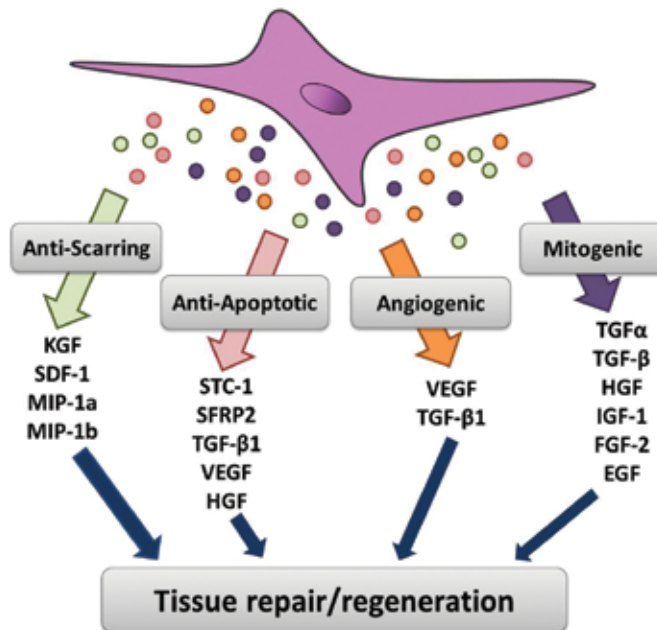 Anti-Scarring
KGF
SDF-1
MIP-1a
MIP-1b
Anti-Apoptotic
STC-1
SFRP2
TGF-β1
VEGF
HGF
Angiogenic
VEGF
TGF-β1
Mitogenic
TGFα
TGF-β
HGF
IGF-1
FGF-2
EGF
Tissue repair/regeneration